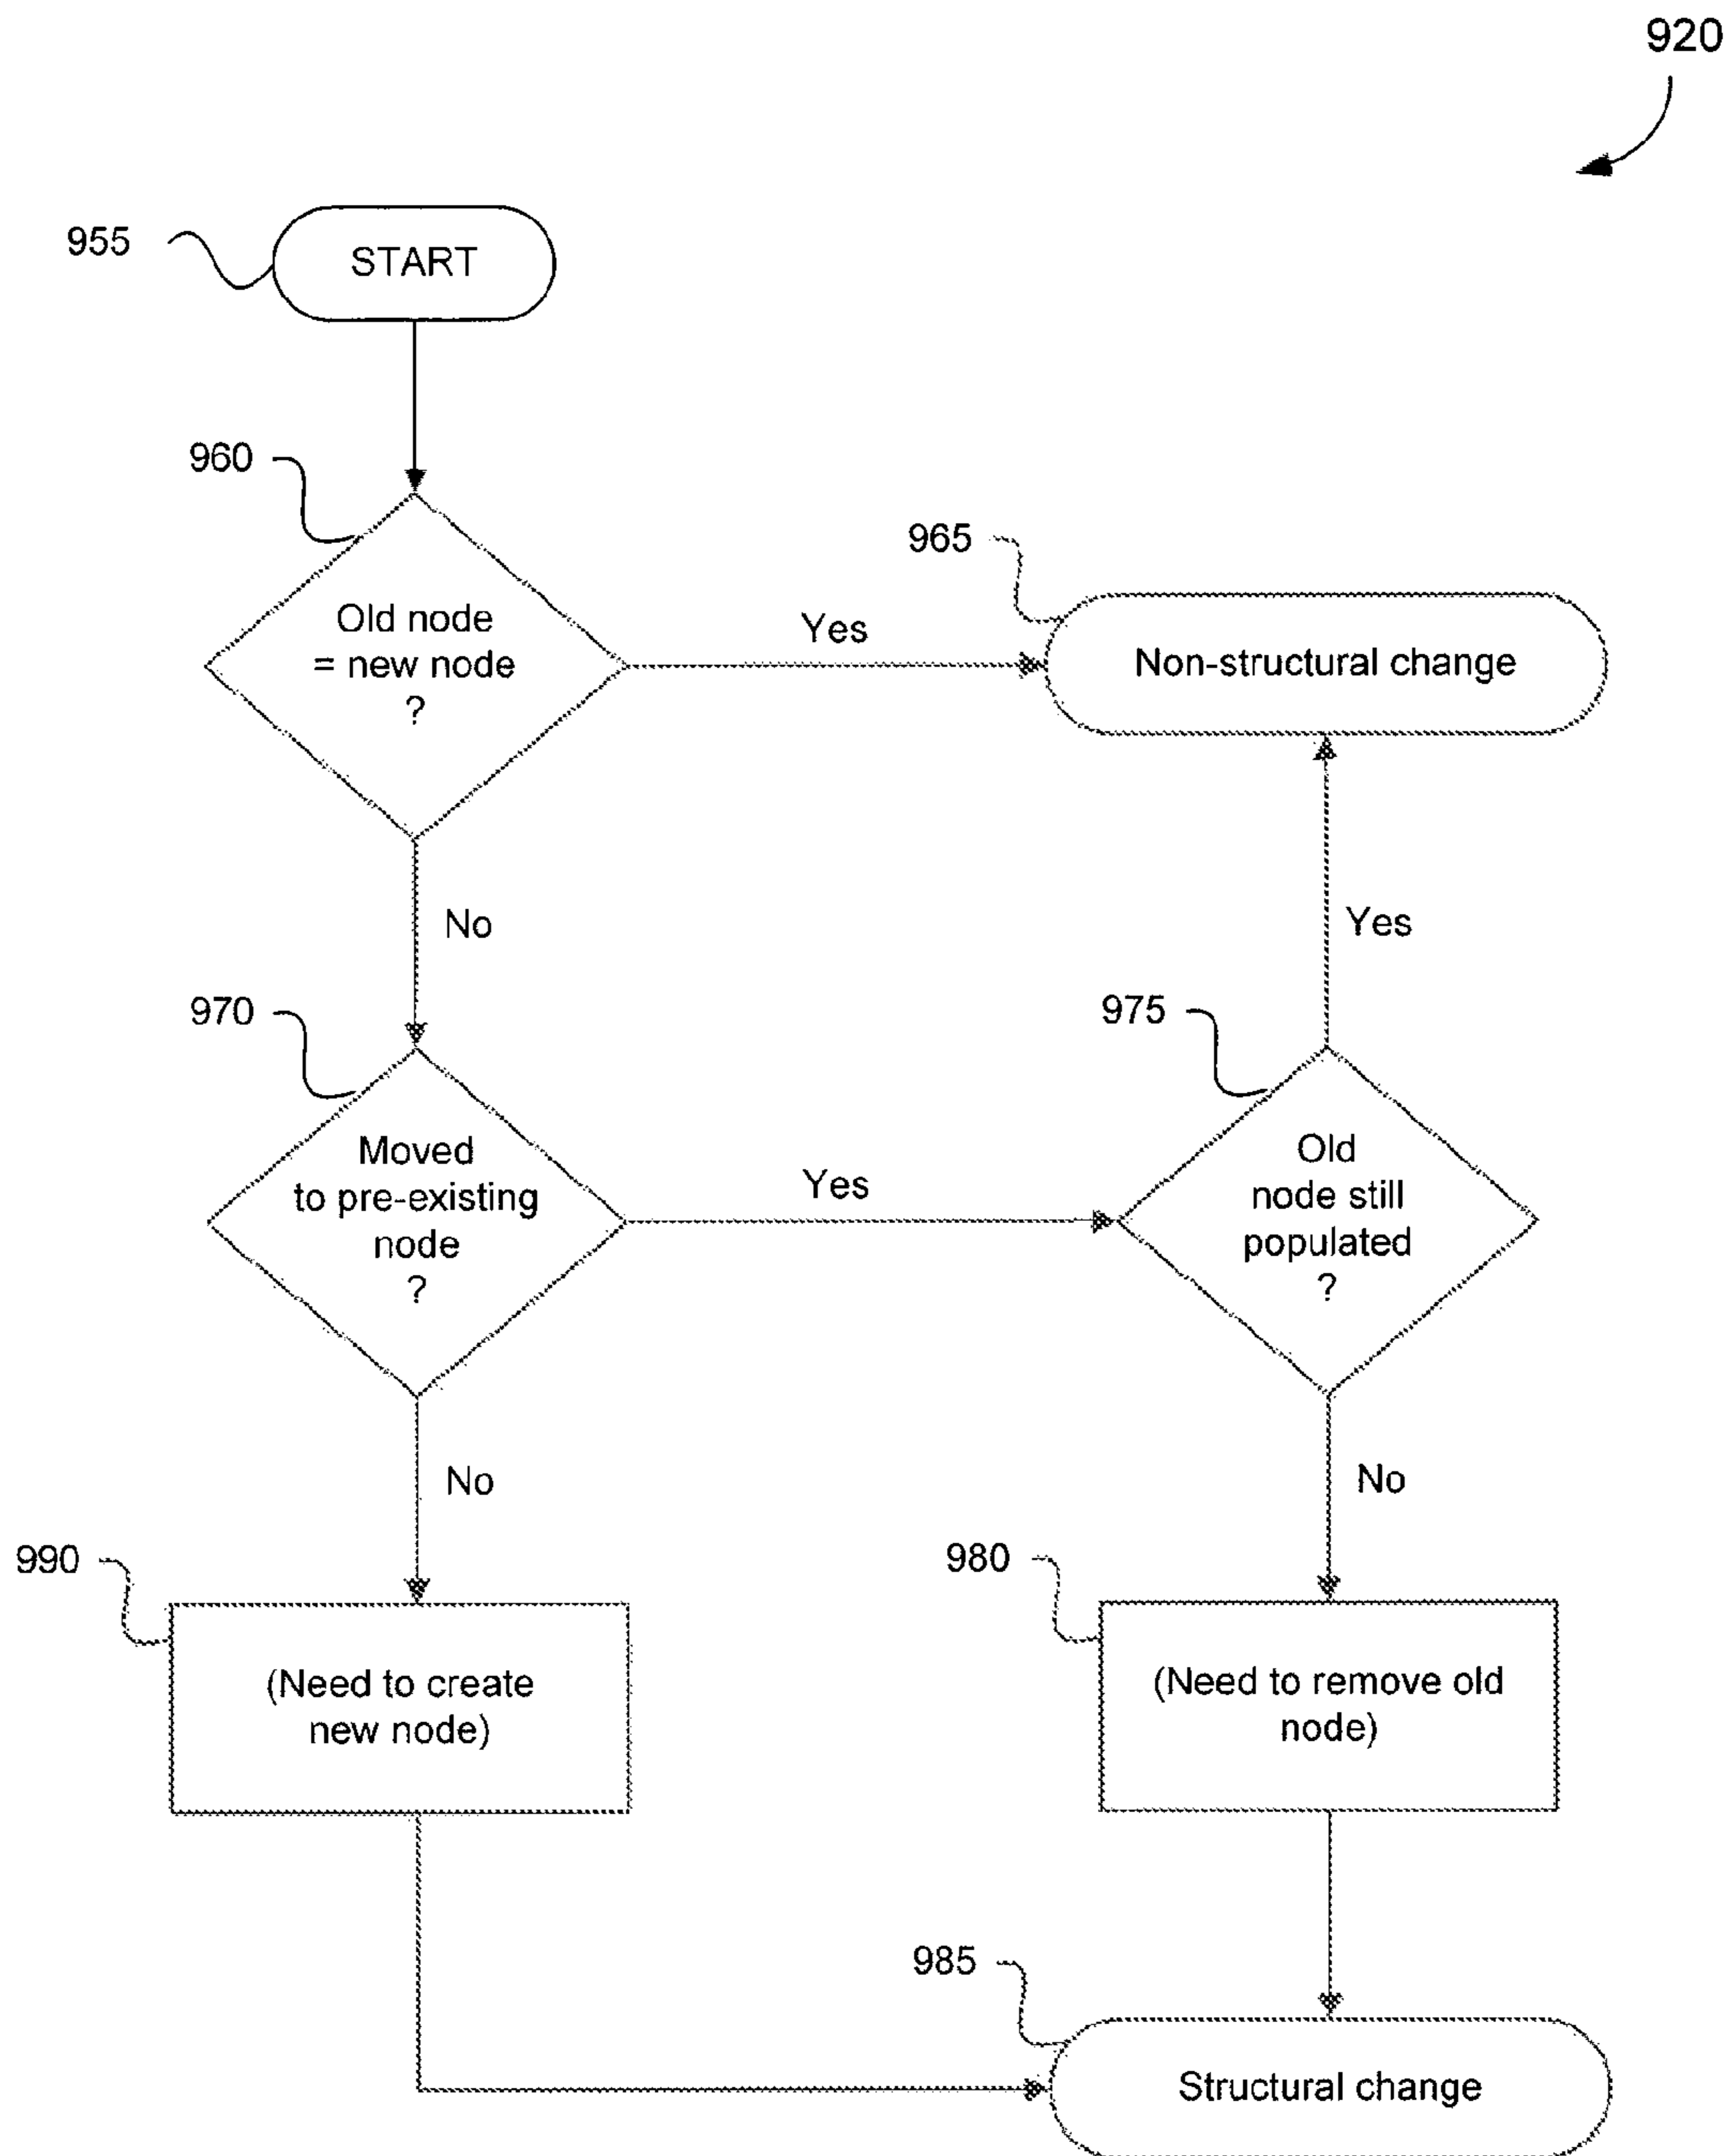 920
955
START
960
Old node
= new node
?
Yes
965
Non-structural change
No
Yes
970
Moved
to pre-existing
node
?
Yes
975
Old
node still
populated
?
No
No
990
(Need to create
new node)
980
(Need to remove old
node)
985
Structural change